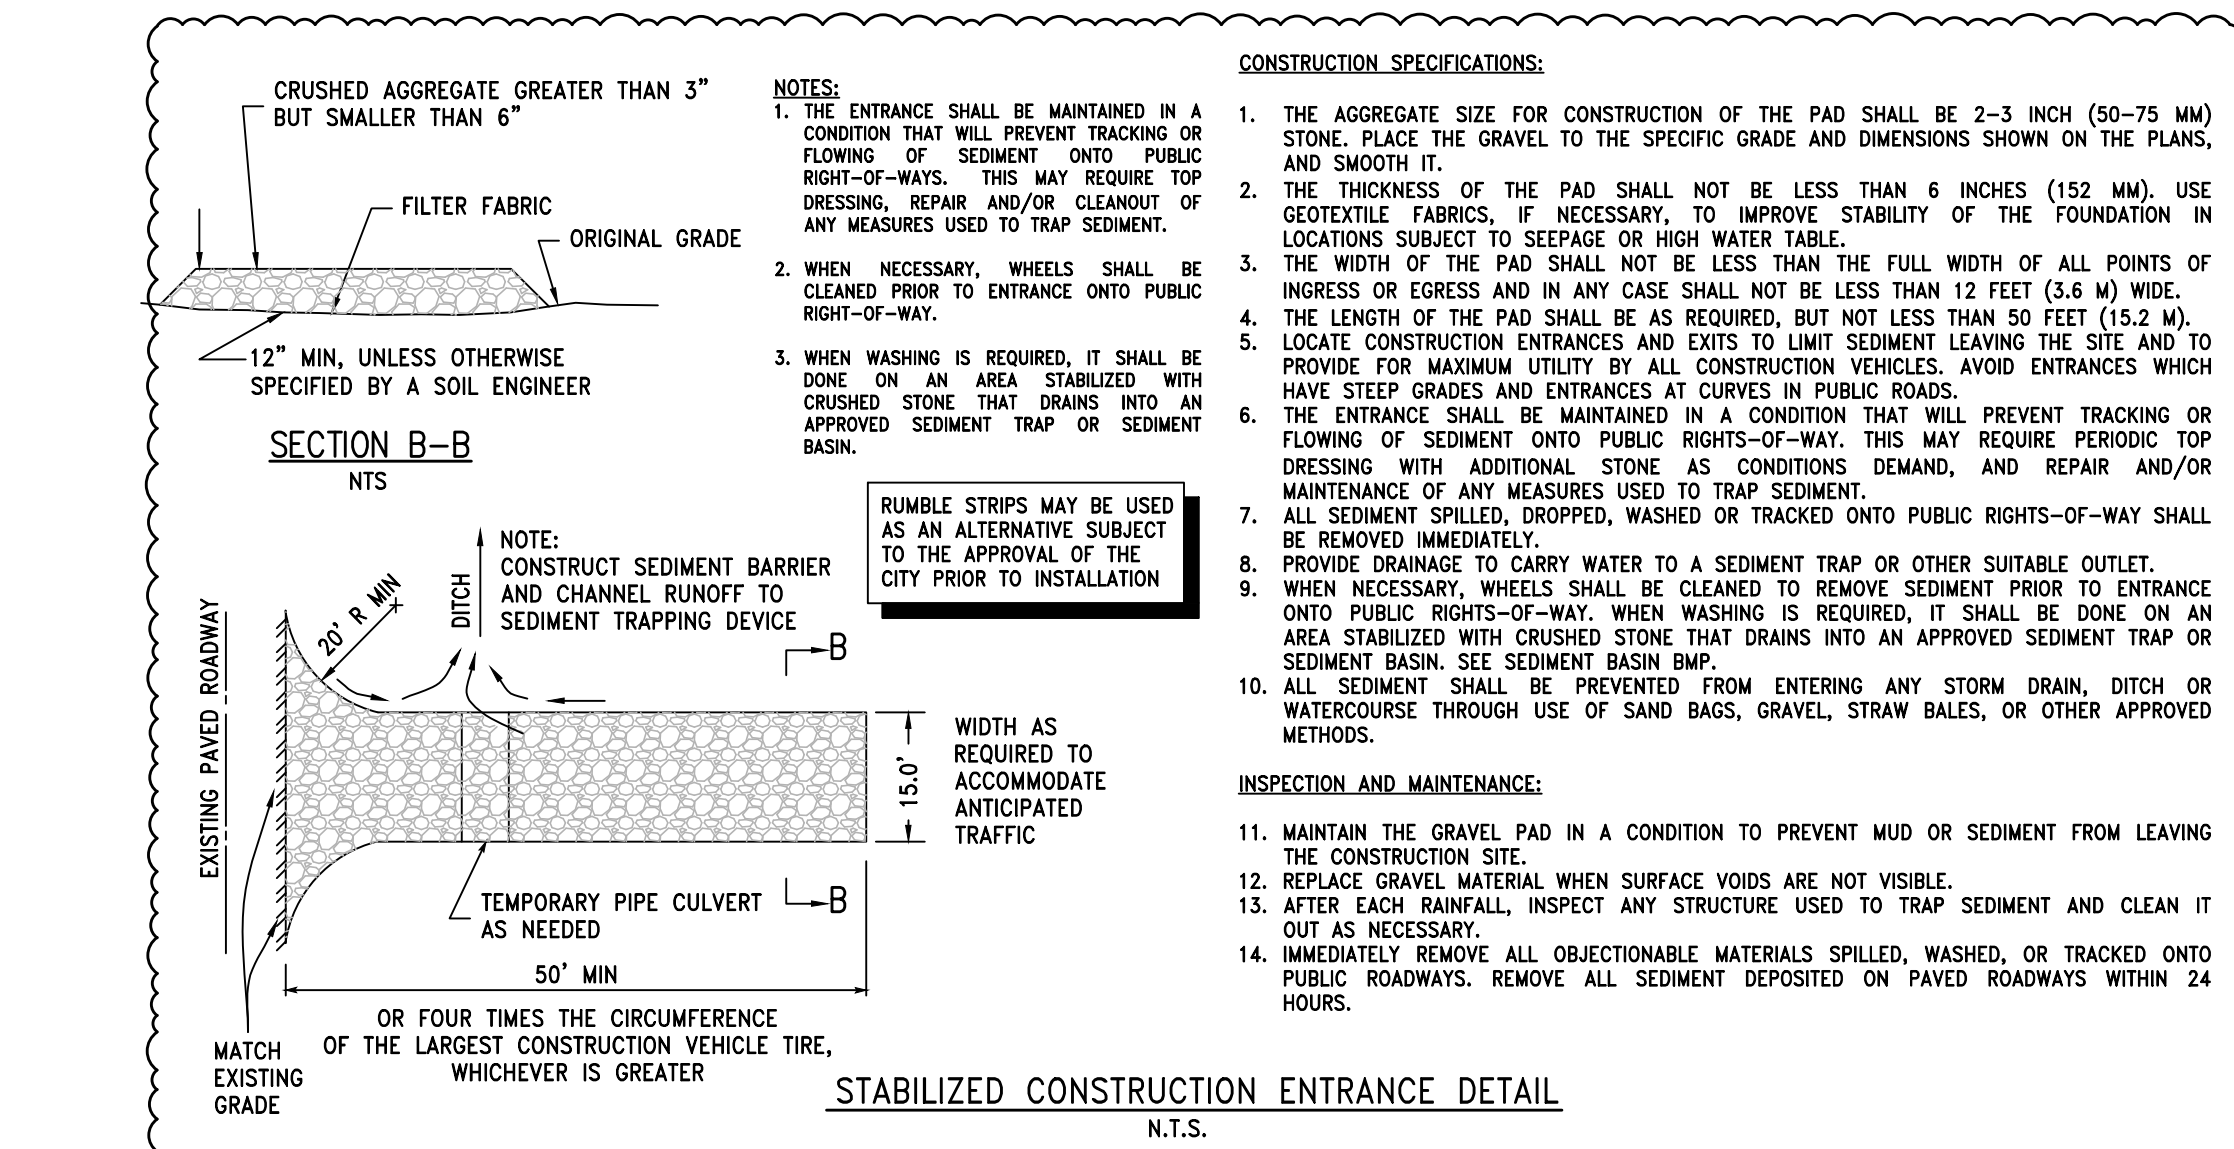 CRUSHED AGGREGATE GREATER THAN 3”
BUT SMALLER THAN 6”
FILTER FABRIC
ORIGINAL GRADE
12” MIN, UNLESS OTHERWISE
SPECIFIED BY A SOIL ENGINEER
SECTION B-B
NTS
NOTES:
1. THE ENTRANCE SHALL BE MAINTAINED IN A
CONDITION THAT WILL PREVENT TRACKING OR
FLOWING OF SEDIMENT ONTO PUBLIC
RIGHT-OF-WAYS. THIS MAY REQUIRE TOP
DRESSING, REPAIR AND/OR CLEANOUT OF
ANY MEASURES USED TO TRAP SEDIMENT.
2. WHEN NECESSARY, WHEELS SHALL BE
CLEANED PRIOR TO ENTRANCE ONTO PUBLIC
RIGHT-OF-WAY.
3. WHEN WASHING IS REQUIRED, IT SHALL BE
DONE ON AN AREA STABILIZED WITH
CRUSHED STONE THAT DRAINS INTO AN
APPROVED SEDIMENT TRAP OR SEDIMENT
BASIN.
RUMBLE STRIPS MAY BE USED
AS AN ALTERNATIVE SUBJECT
TO THE APPROVAL OF THE
CITY PRIOR TO INSTALLATION
NOTE:
CONSTRUCT SEDIMENT BARRIER
AND CHANNEL RUNOFF TO
SEDIMENT TRAPPING DEVICE
DITCH
20’ R MIN
EXISTING PAVED ROADWAY
B
15.0’
WIDTH AS
REQUIRED TO
ACCOMMODATE
ANTICIPATED
TRAFFIC
B
TEMPORARY PIPE CULVERT
AS NEEDED
50’ MIN
OR FOUR TIMES THE CIRCUMFERENCE
OF THE LARGEST CONSTRUCTION VEHICLE TIRE,
WHICHEVER IS GREATER
MATCH
EXISTING
GRADE
CONSTRUCTION SPECIFICATIONS:
1. THE AGGREGATE SIZE FOR CONSTRUCTION OF THE PAD SHALL BE 2-3 INCH (50-75 MM)
STONE. PLACE THE GRAVEL TO THE SPECIFIC GRADE AND DIMENSIONS SHOWN ON THE PLANS,
AND SMOOTH IT.
2. THE THICKNESS OF THE PAD SHALL NOT BE LESS THAN 6 INCHES (152 MM). USE
GEOTEXTILE FABRICS, IF NECESSARY, TO IMPROVE STABILITY OF THE FOUNDATION IN
LOCATIONS SUBJECT TO SEEPAGE OR HIGH WATER TABLE.
3. THE WIDTH OF THE PAD SHALL NOT BE LESS THAN THE FULL WIDTH OF ALL POINTS OF
INGRESS OR EGRESS AND IN ANY CASE SHALL NOT BE LESS THAN 12 FEET (3.6 M) WIDE.
4. THE LENGTH OF THE PAD SHALL BE AS REQUIRED, BUT NOT LESS THAN 50 FEET (15.2 M).
5. LOCATE CONSTRUCTION ENTRANCES AND EXITS TO LIMIT SEDIMENT LEAVING THE SITE AND TO
PROVIDE FOR MAXIMUM UTILITY BY ALL CONSTRUCTION VEHICLES. AVOID ENTRANCES WHICH
HAVE STEEP GRADES AND ENTRANCES AT CURVES IN PUBLIC ROADS.
6. THE ENTRANCE SHALL BE MAINTAINED IN A CONDITION THAT WILL PREVENT TRACKING OR
FLOWING OF SEDIMENT ONTO PUBLIC RIGHTS-OF-WAY. THIS MAY REQUIRE PERIODIC TOP
DRESSING WITH ADDITIONAL STONE AS CONDITIONS DEMAND, AND REPAIR AND/OR
MAINTENANCE OF ANY MEASURES USED TO TRAP SEDIMENT.
7. ALL SEDIMENT SPILLED, DROPPED, WASHED OR TRACKED ONTO PUBLIC RIGHTS-OF-WAY SHALL
BE REMOVED IMMEDIATELY.
8. PROVIDE DRAINAGE TO CARRY WATER TO A SEDIMENT TRAP OR OTHER SUITABLE OUTLET.
9. WHEN NECESSARY, WHEELS SHALL BE CLEANED TO REMOVE SEDIMENT PRIOR TO ENTRANCE
ONTO PUBLIC RIGHTS-OF-WAY. WHEN WASHING IS REQUIRED, IT SHALL BE DONE ON AN
AREA STABILIZED WITH CRUSHED STONE THAT DRAINS INTO AN APPROVED SEDIMENT TRAP OR
SEDIMENT BASIN. SEE SEDIMENT BASIN BMP.
10. ALL SEDIMENT SHALL BE PREVENTED FROM ENTERING ANY STORM DRAIN, DITCH OR
WATERCOURSE THROUGH USE OF SAND BAGS, GRAVEL, STRAW BALES, OR OTHER APPROVED
METHODS.
INSPECTION AND MAINTENANCE:
11. MAINTAIN THE GRAVEL PAD IN A CONDITION TO PREVENT MUD OR SEDIMENT FROM LEAVING
THE CONSTRUCTION SITE.
12. REPLACE GRAVEL MATERIAL WHEN SURFACE VOIDS ARE NOT VISIBLE.
13. AFTER EACH RAINFALL, INSPECT ANY STRUCTURE USED TO TRAP SEDIMENT AND CLEAN IT
OUT AS NECESSARY.
14. IMMEDIATELY REMOVE ALL OBJECTIONABLE MATERIALS SPILLED, WASHED, OR TRACKED ONTO
PUBLIC ROADWAYS. REMOVE ALL SEDIMENT DEPOSITED ON PAVED ROADWAYS WITHIN 24
HOURS.
STABILIZED CONSTRUCTION ENTRANCE DETAIL
N.T.S.